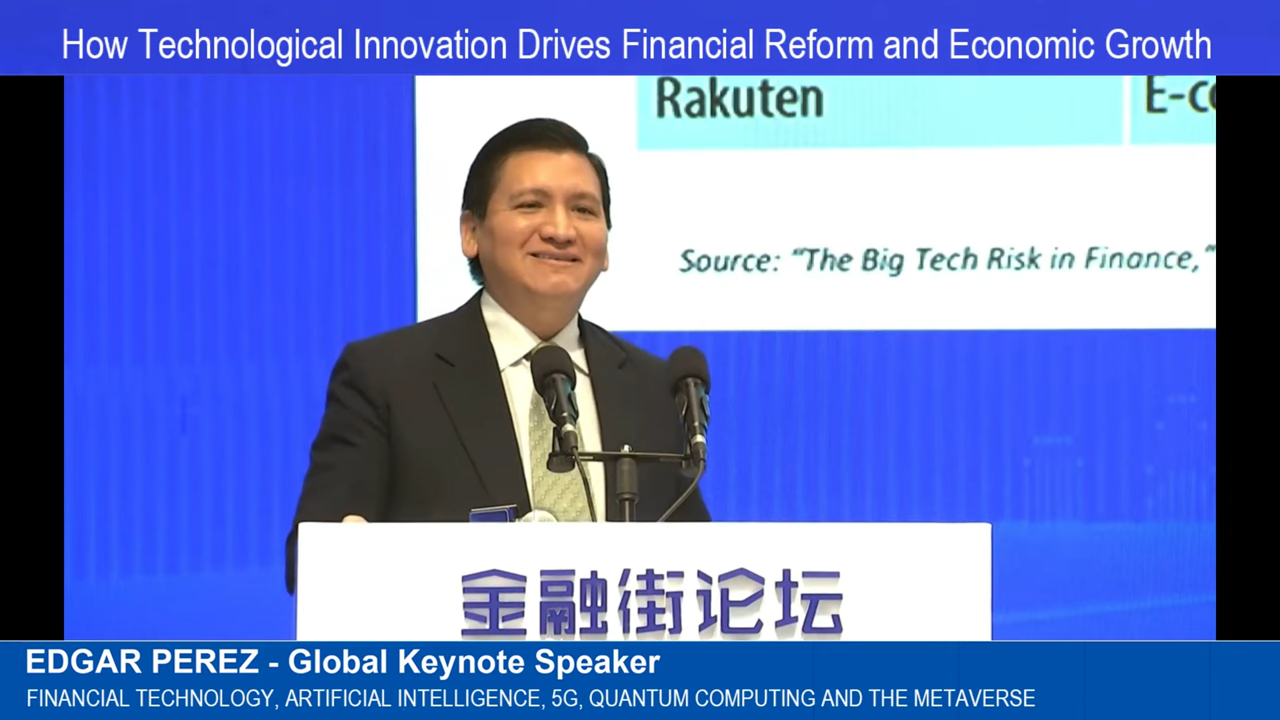 How Technological Innovation Drives Financial Reform and Economic Growth
Rakuten
Source: “The Big Tech Risk in Finance,”
金融街论坛
EDGAR PEREZ - Global Keynote Speaker
FINANCIAL TECHNOLOGY, ARTIFICIAL INTELLIGENCE, 5G, QUANTUM COMPUTING AND THE METAVERSE